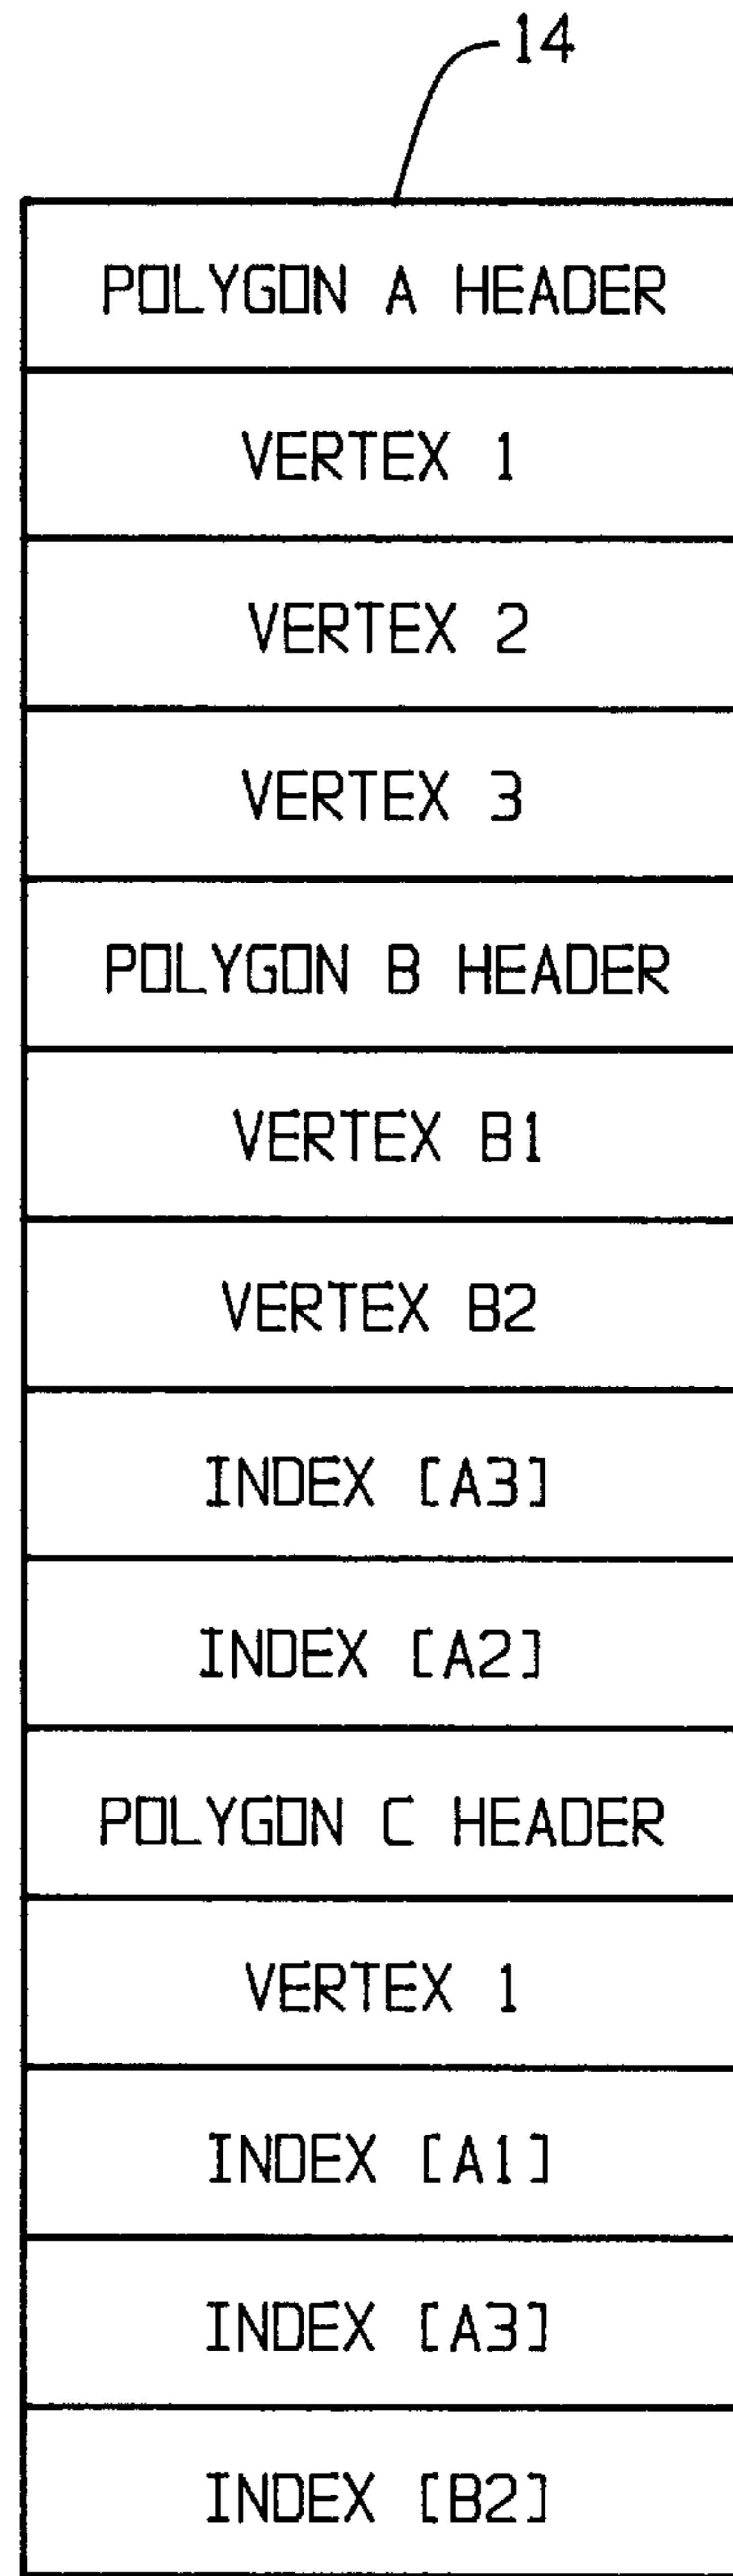 14
POLYGON A HEADER
VERTEX 1
VERTEX 2
VERTEX 3
POLYGON B HEADER
VERTEX B1
VERTEX B2
INDEX [A3]
INDEX [A2]
POLYGON C HEADER
VERTEX 1
INDEX [A1]
INDEX [A3]
INDEX [B2]